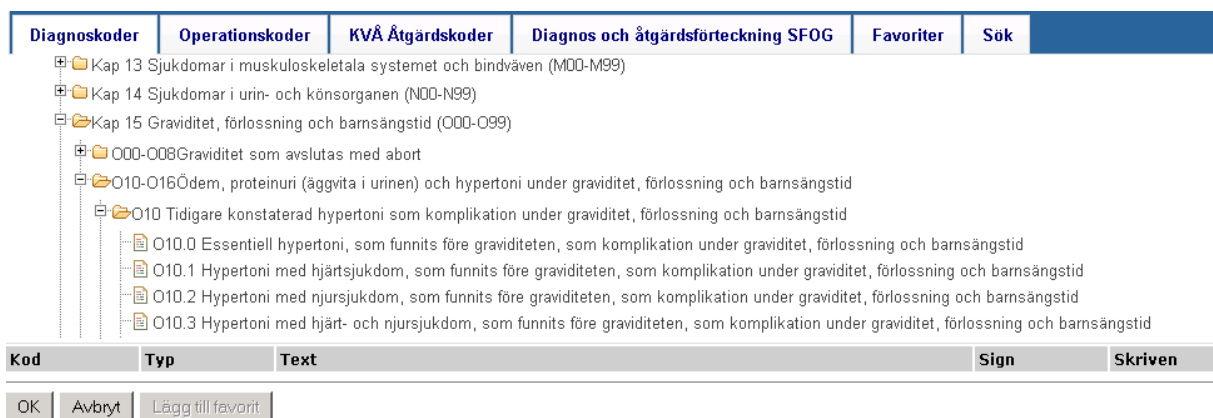 Diagnoskoder Operationskoder KVÅ Åtgärdskoder Diagnos och åtgärdsförteckning SFOG Favoriter Sök
Kap 13 Sjukdomar i muskuloskeletala systemet och bindväven (M00-M99)
Kap 14 Sjukdomar i urin- och könsorganen (N00-N99)
Kap 15 Graviditet, förlossning och barnsängstid (O00-O99)
O00-O08Graviditet som avslutas med abort
O10-O16Ödem, proteinuri (äggvita i urinen) och hypertoni under graviditet, förlossning och barnsängstid
O10 Tidigare konstaterad hypertoni som komplikation under graviditet, förlossning och barnsängstid
O10.0 Essentiell hypertoni, som funnits före graviditeten, som komplikation under graviditet, förlossning och barnsängstid
O10.1 Hypertoni med hjärtsjukdom, som funnits före graviditeten, som komplikation under graviditet, förlossning och barnsängstid
O10.2 Hypertoni med njursjukdom, som funnits före graviditeten, som komplikation under graviditet, förlossning och barnsängstid
O10.3 Hypertoni med hjärt- och njursjukdom, som funnits före graviditeten, som komplikation under graviditet, förlossning och barnsängstid
Kod Typ Text Sign Skriven
OK Avbryt Lägg till favorit